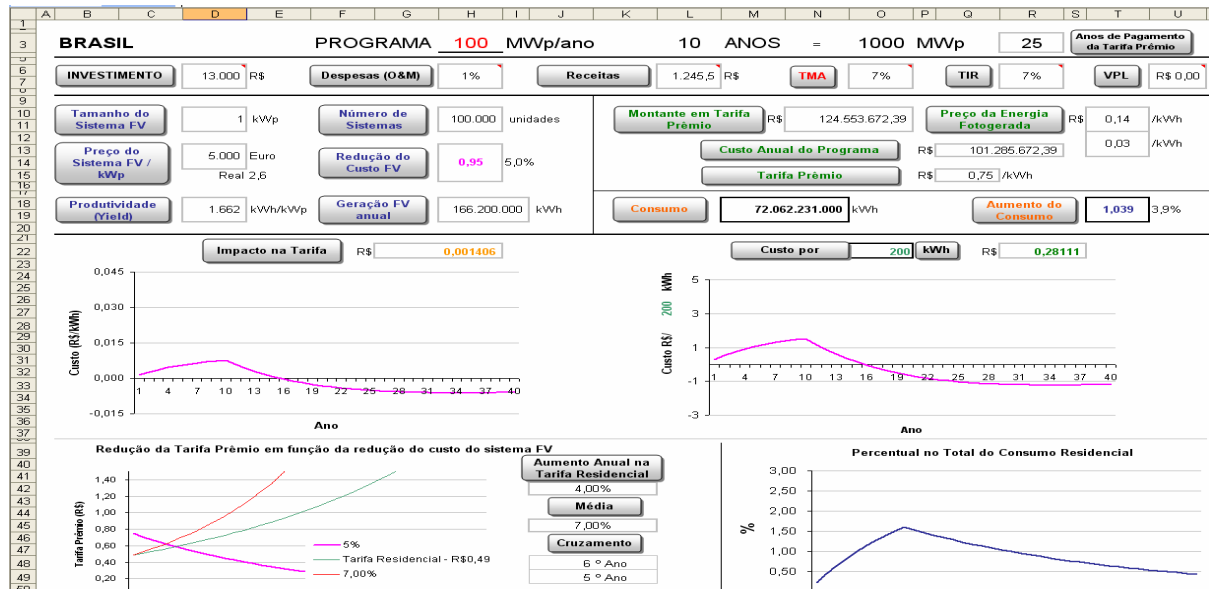 A B C D E F G H I J K L M N O P Q R S T U
BRASIL PROGRAMA 100 MWp/ano 10 ANOS = 1000 MWp 25 Anos de Pagamento da Tarifa Prêmio
INVESTIMENTO 13.000 R$ Despesas (O&M) 1% Receitas 1.245,5 R$ TMA 7% TIR 7% VPL R$ 0,00
Tamanho do Sistema FV 1 kWp Número de Sistemas 100.000 unidades
Montante em Tarifa Prêmio R$ 124.553.672,39 Preço da Energia Fotogerada R$ 0,14 /kWh
0,03 /kWh
Preço do Sistema FV / kWp 5.000 Euro
Real 2,6
Redução do Custo FV 0,95 5,0%
Custo Anual do Programa R$ 101.285.672,39
Tarifa Prêmio R$ 0,75 /kWh
Produtividade (Yield) 1.662 kWh/kWp Geração FV anual 166.200.000 kWh
Consumo 72.062.231.000 kWh Aumento do Consumo 1,039 3,9%
Impacto na Tarifa R$ 0,001406
Custo por 200 kWh R$ 0,28111
Custo (R$/kWh)
0,045
0,030
0,015
0,000
-0,015
1 4 7 10 13 16 19 22 25 28 31 34 37 40
Ano
Custo R$/ 200 kWh
5
3
1
-1
-3
1 4 7 10 13 16 19 22 25 28 31 34 37 40
Ano
Redução da Tarifa Prêmio em função da redução do custo do sistema FV
Tarifa Prêmio (R$)
1,40
1,20
1,00
0,80
0,60
0,40
0,20
5%
Tarifa Residencial - R$0,49
7,00%
Aumento Anual na Tarifa Residencial
4,00%
Média
7,00%
Cruzamento
6 º Ano
5 º Ano
Percentual no Total do Consumo Residencial
%
3,00
2,50
2,00
1,50
1,00
0,50